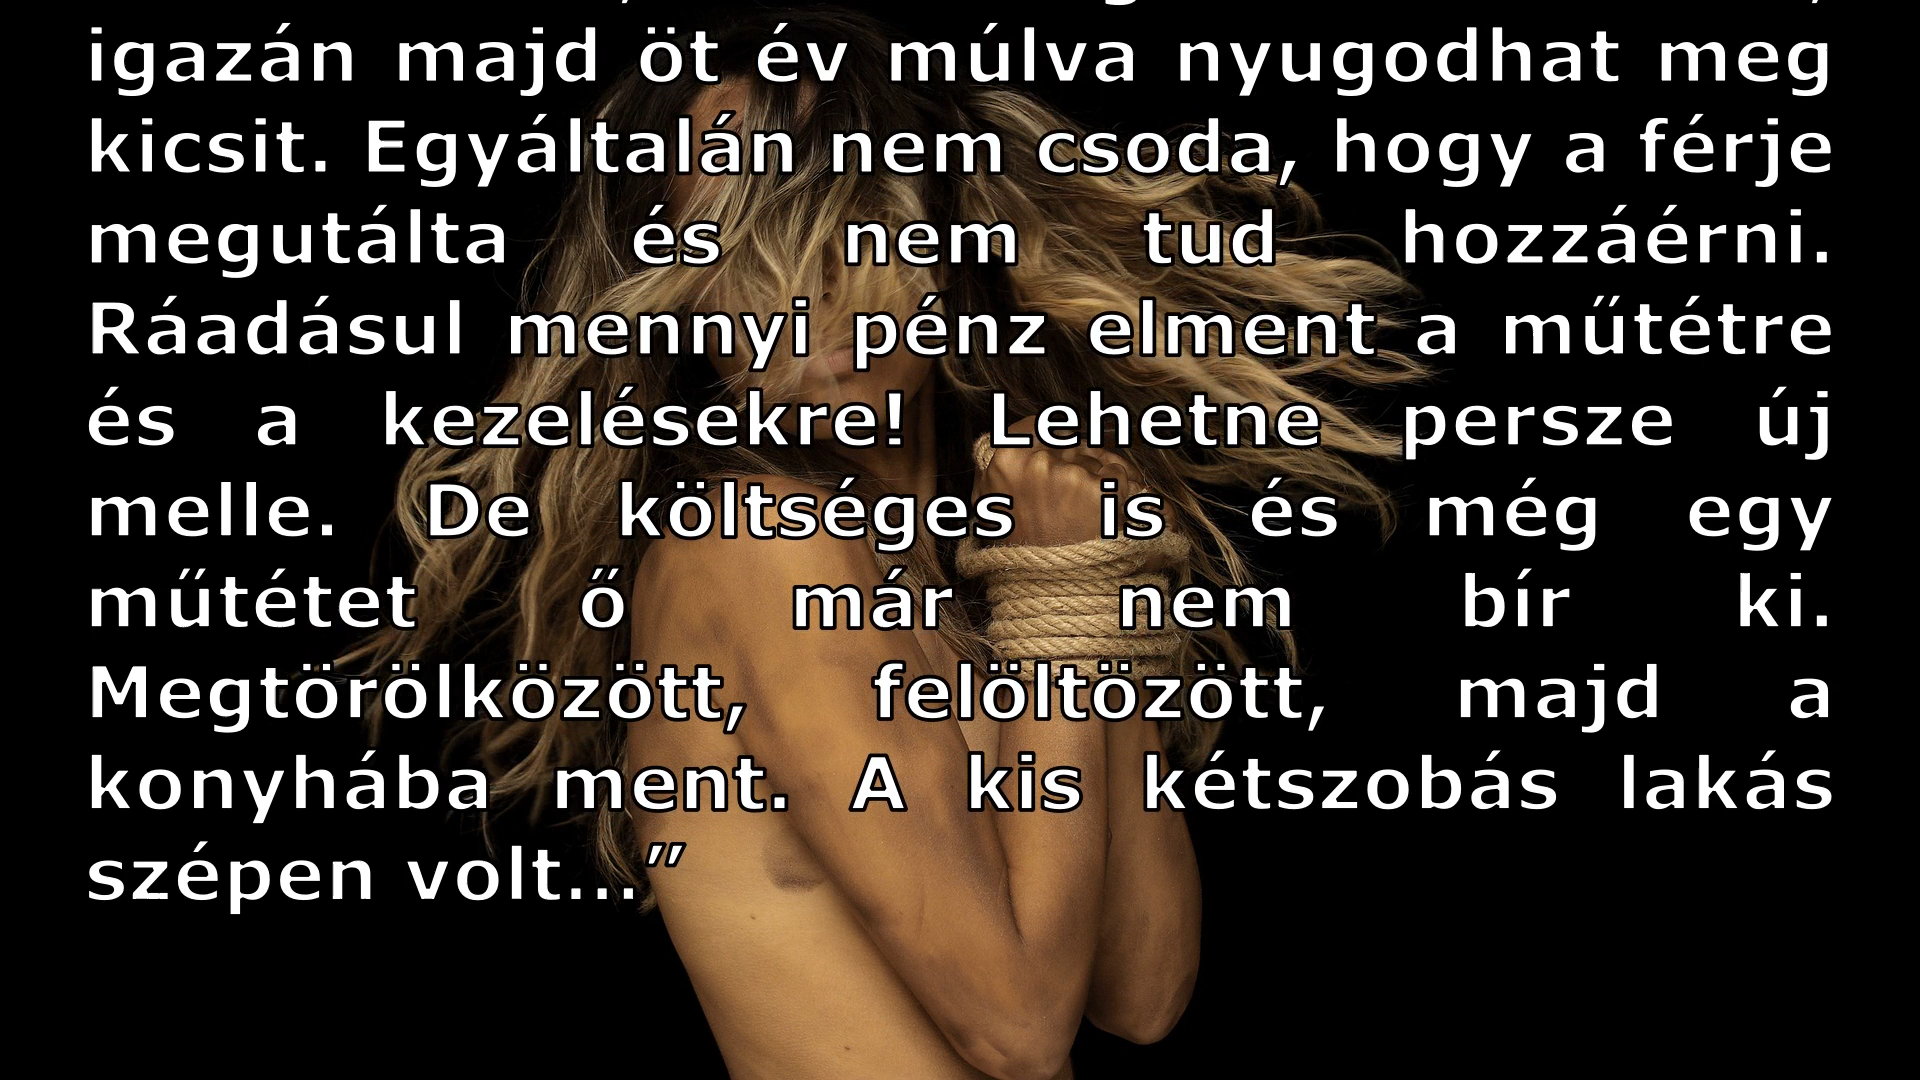 igazán majd öt év múlva nyugodhat meg
kicsit. Egyáltalán nem csoda, hogy a férje
megutálta és nem tud hozzáérni.
Ráadásul mennyi pénz elment a műtétre
és a kezelésekre! Lehetne persze új
melle. De költséges is és még egy
műtétet ő már nem bír ki.
Megtörölközött, felöltözött, majd a
konyhába ment. A kis kétszobás lakás
szépen volt...”